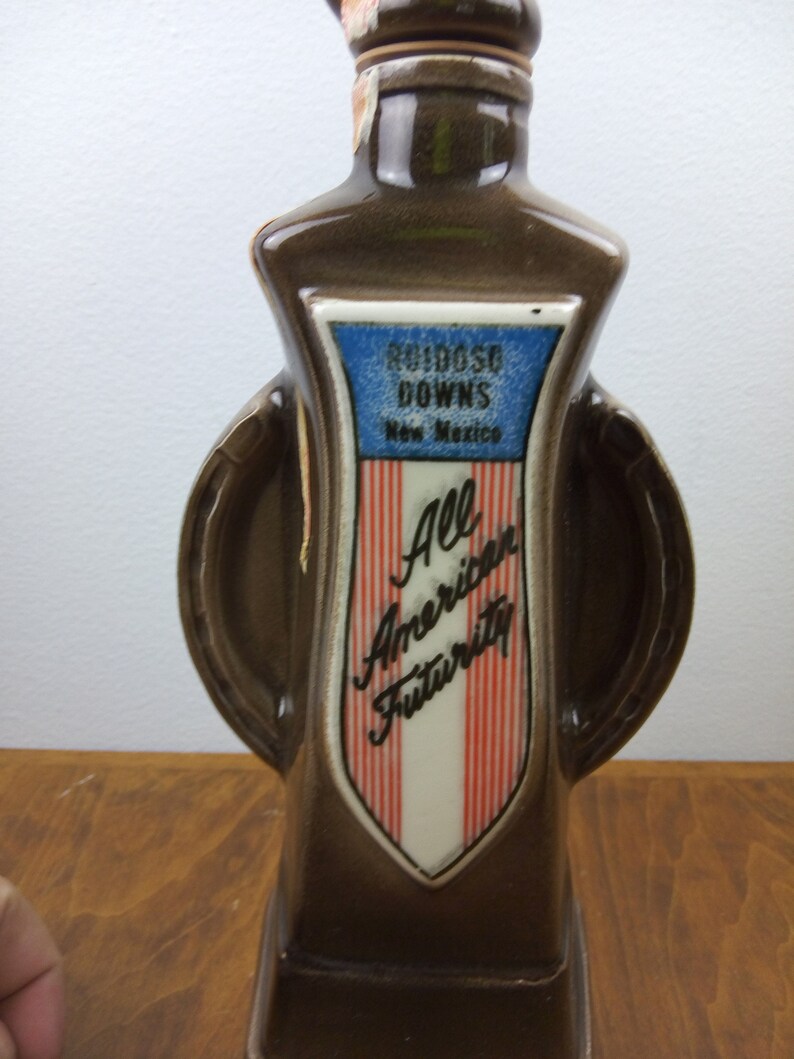 RUIDOSO
DOWNS
New Mexico
All
American
Futurity